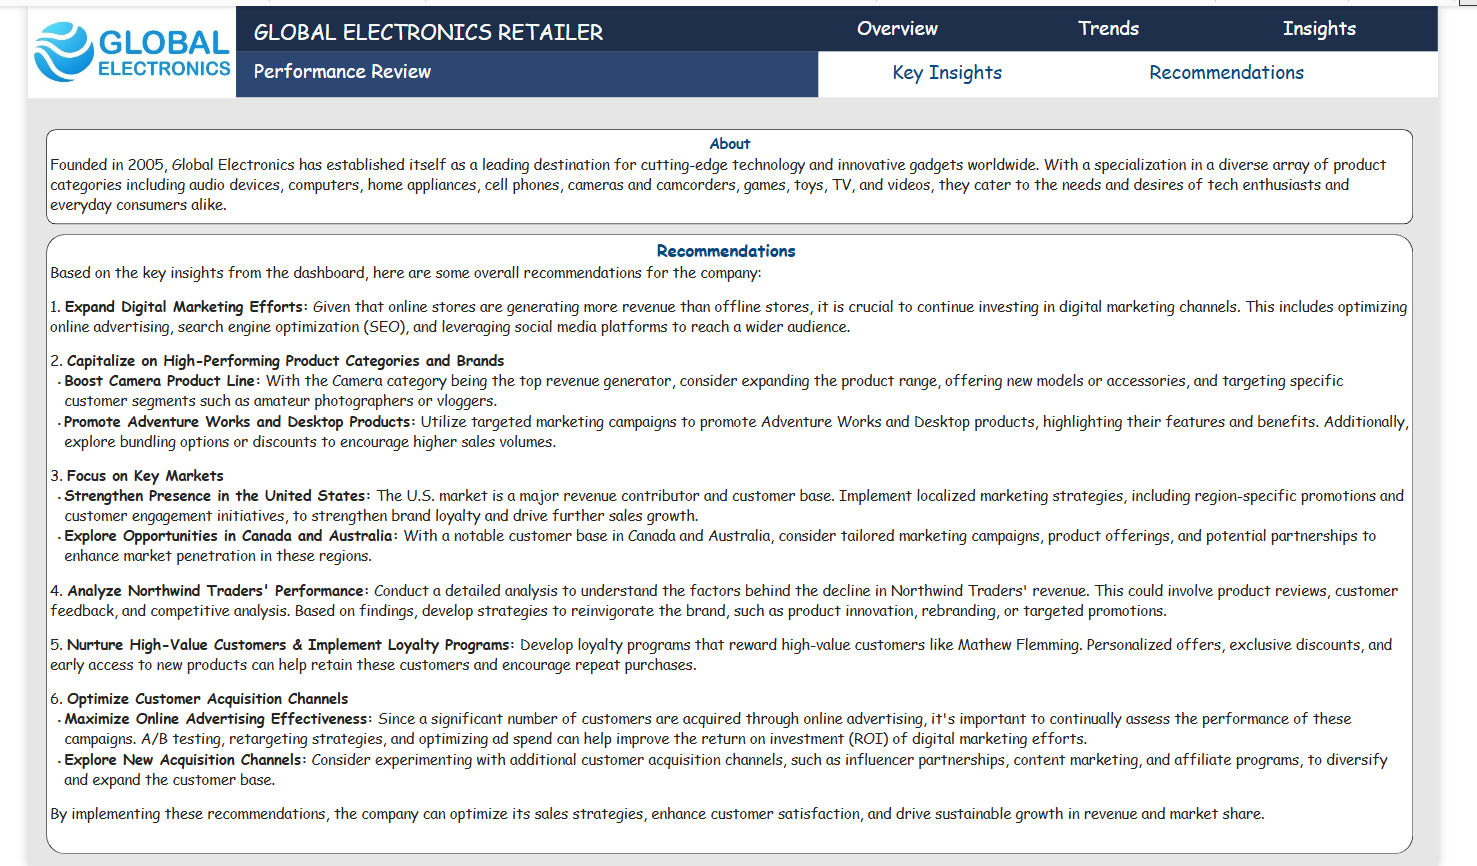 GLOBAL
ELECTRONICS
GLOBAL ELECTRONICS RETAILER
Overview
Trends
Insights
Performance Review
Key Insights
Recommendations
About
Founded in 2005, Global Electronics has established itself as a leading destination for cutting-edge technology and innovative gadgets worldwide. With a specialization in a diverse array of product
categories including audio devices, computers, home appliances, cell phones, cameras and camcorders, games, toys, TV, and videos, they cater to the needs and desires of tech enthusiasts and
everyday consumers alike.
Recommendations
Based on the key insights from the dashboard, here are some overall recommendations for the company:
1. Expand Digital Marketing Efforts: Given that online stores are generating more revenue than offline stores, it is crucial to continue investing in digital marketing channels. This includes optimizing
online advertising, search engine optimization (SEO), and leveraging social media platforms to reach a wider audience.
2. Capitalize on High-Performing Product Categories and Brands
· Boost Camera Product Line: With the Camera category being the top revenue generator, consider expanding the product range, offering new models or accessories, and targeting specific
customer segments such as amateur photographers or vloggers.
· Promote Adventure Works and Desktop Products: Utilize targeted marketing campaigns to promote Adventure Works and Desktop products, highlighting their features and benefits. Additionally,
explore bundling options or discounts to encourage higher sales volumes.
3. Focus on Key Markets
· Strengthen Presence in the United States: The U.S. market is a major revenue contributor and customer base. Implement localized marketing strategies, including region-specific promotions and
customer engagement initiatives, to strengthen brand loyalty and drive further sales growth.
· Explore Opportunities in Canada and Australia: With a notable customer base in Canada and Australia, consider tailored marketing campaigns, product offerings, and potential partnerships to
enhance market penetration in these regions.
4. Analyze Northwind Traders' Performance: Conduct a detailed analysis to understand the factors behind the decline in Northwind Traders' revenue. This could involve product reviews, customer
feedback, and competitive analysis. Based on findings, develop strategies to reinvigorate the brand, such as product innovation, rebranding, or targeted promotions.
5. Nurture High-Value Customers & Implement Loyalty Programs: Develop loyalty programs that reward high-value customers like Mathew Flemming. Personalized offers, exclusive discounts, and
early access to new products can help retain these customers and encourage repeat purchases.
6. Optimize Customer Acquisition Channels
· Maximize Online Advertising Effectiveness: Since a significant number of customers are acquired through online advertising, it's important to continually assess the performance of these
campaigns. A/B testing, retargeting strategies, and optimizing ad spend can help improve the return on investment (ROI) of digital marketing efforts.
· Explore New Acquisition Channels: Consider experimenting with additional customer acquisition channels, such as influencer partnerships, content marketing, and affiliate programs, to diversify
and expand the customer base.
By implementing these recommendations, the company can optimize its sales strategies, enhance customer satisfaction, and drive sustainable growth in revenue and market share.